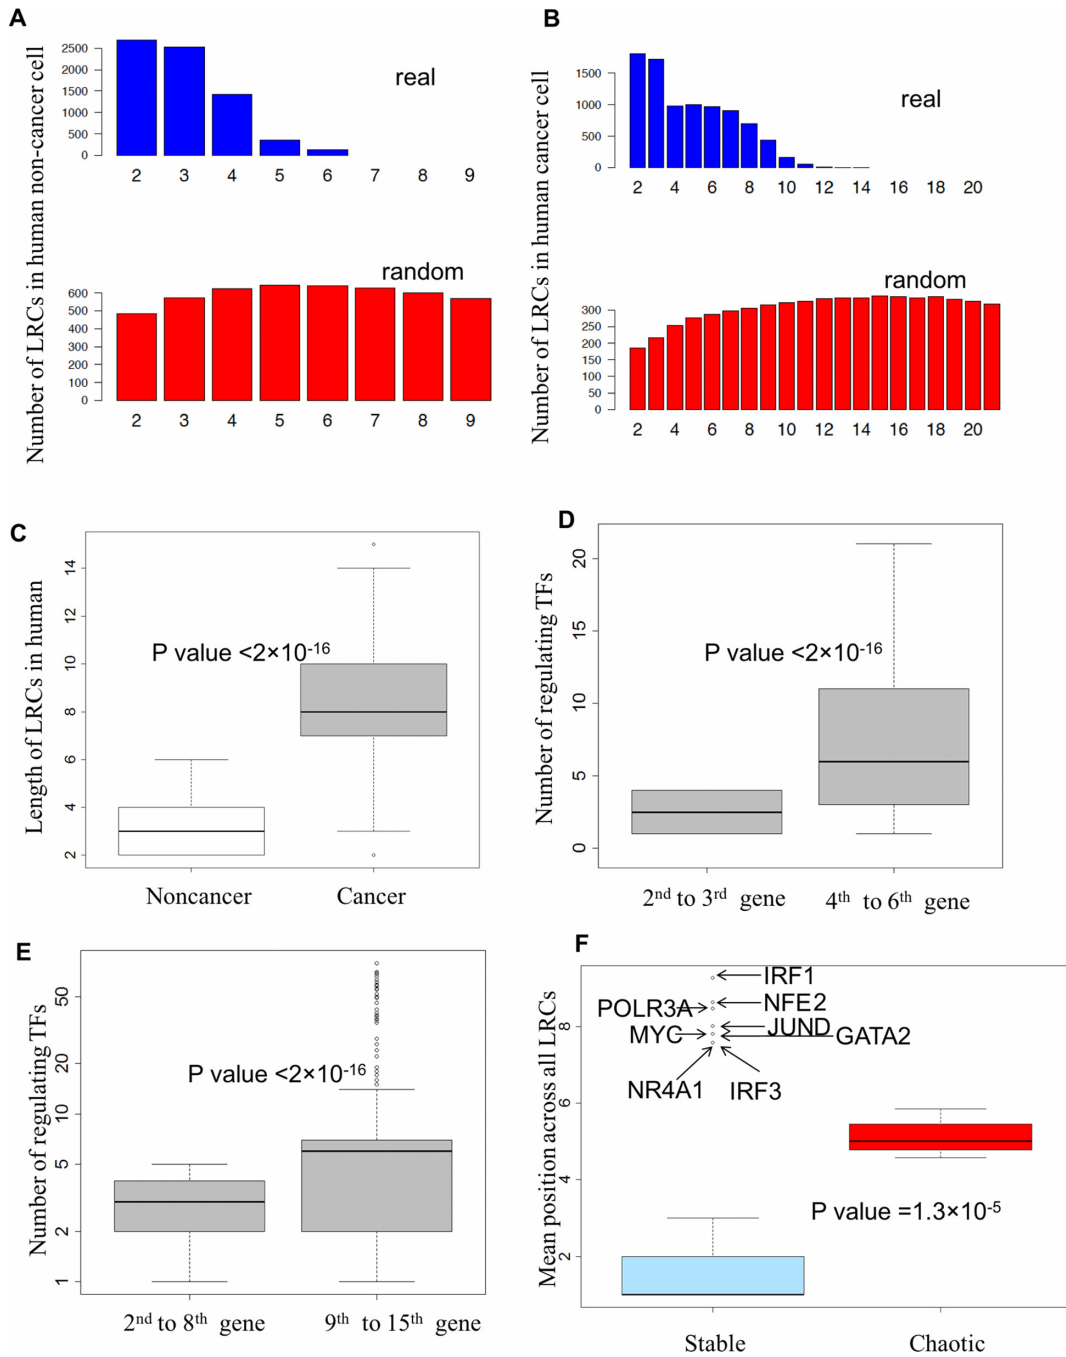 A
Number of LRCs in human non-cancer cell
2500
2000
1500
1000
500
0
real
2 3 4 5 6 7 8 9
random
600
500
400
300
200
100
0
2 3 4 5 6 7 8 9
B
Number of LRCs in human cancer cell
1500
1000
500
0
real
2 4 6 8 10 12 14 16 18 20
random
300
250
200
150
100
50
0
2 4 6 8 10 12 14 16 18 20
C
Length of LRCs in human
14
12
10
8
6
4
2
P value <2×10-16
Noncancer Cancer
D
Number of regulating TFs
20
15
10
5
0
P value <2×10-16
2nd to 3rd gene 4th to 6th gene
E
Number of regulating TFs
50
20
10
5
2
1
P value <2×10-16
2nd to 8th gene 9th to 15th gene
F
Mean position across all LRCs
8
6
4
2
IRF1
NFE2
POLR3A
JUND
MYC
GATA2
NR4A1
IRF3
P value =1.3×10-5
Stable Chaotic